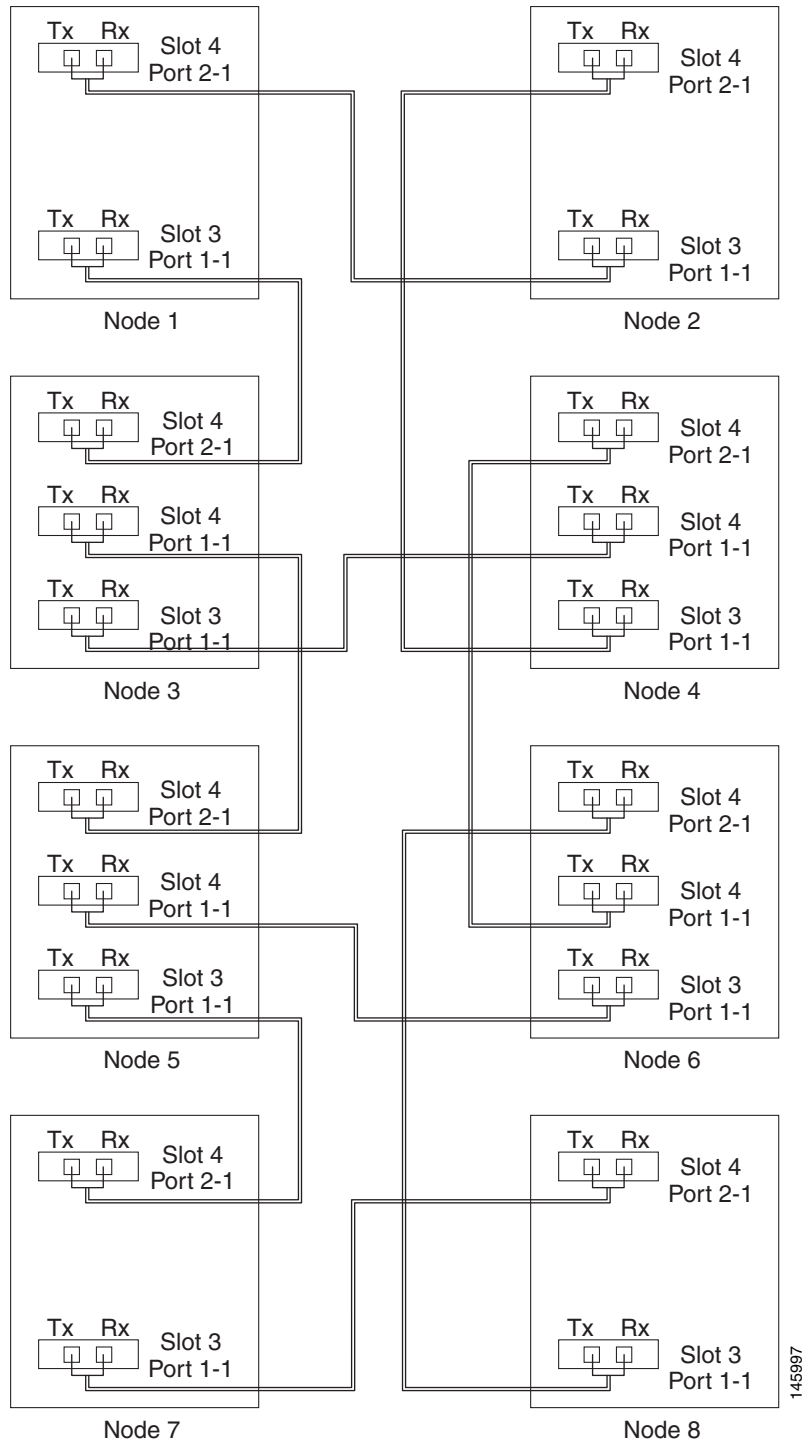 Tx Rx
Slot 4
Port 2-1
Tx Rx
Slot 3
Port 1-1
Node 1
Tx Rx
Slot 4
Port 2-1
Tx Rx
Slot 3
Port 1-1
Node 2
Tx Rx
Slot 4
Port 2-1
Tx Rx
Slot 4
Port 1-1
Tx Rx
Slot 3
Port 1-1
Node 3
Tx Rx
Slot 4
Port 2-1
Tx Rx
Slot 4
Port 1-1
Tx Rx
Slot 3
Port 1-1
Node 4
Tx Rx
Slot 4
Port 2-1
Tx Rx
Slot 4
Port 1-1
Tx Rx
Slot 3
Port 1-1
Node 5
Tx Rx
Slot 4
Port 2-1
Tx Rx
Slot 4
Port 1-1
Tx Rx
Slot 3
Port 1-1
Node 6
Tx Rx
Slot 4
Port 2-1
Tx Rx
Slot 3
Port 1-1
Node 7
Tx Rx
Slot 4
Port 2-1
Tx Rx
Slot 3
Port 1-1
Node 8
145997